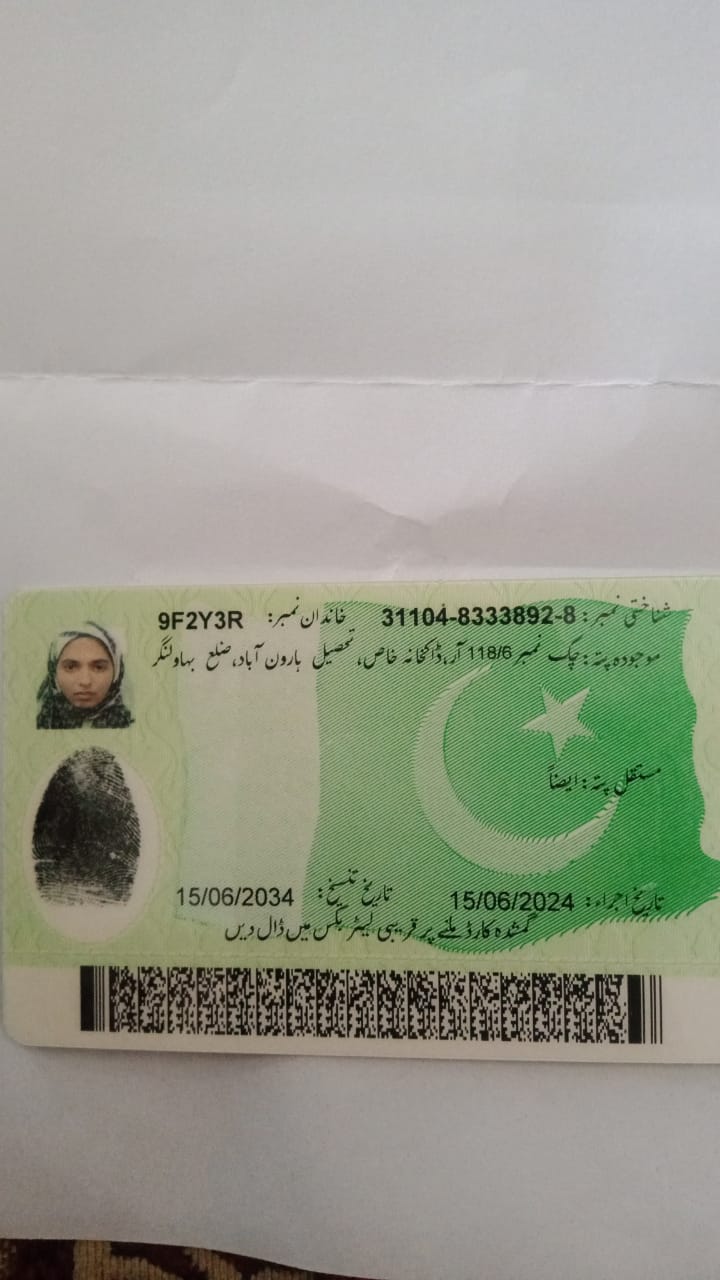 شناختی نمبر: 31104-8333892-8 خاندان نمبر: 9F2Y3R
موجودہ پتہ: چک نمبر 118/6 آر، ڈاکخانہ خاص، تحصیل ہارون آباد، ضلع بہاولنگر
مستقل پتہ: ایضاً
تاریخ اجراء: 15/06/2024 تاریخ تنسیخ: 15/06/2034
گمشدہ کارڈ ملنے پر قریبی لیٹر بکس میں ڈال دیں